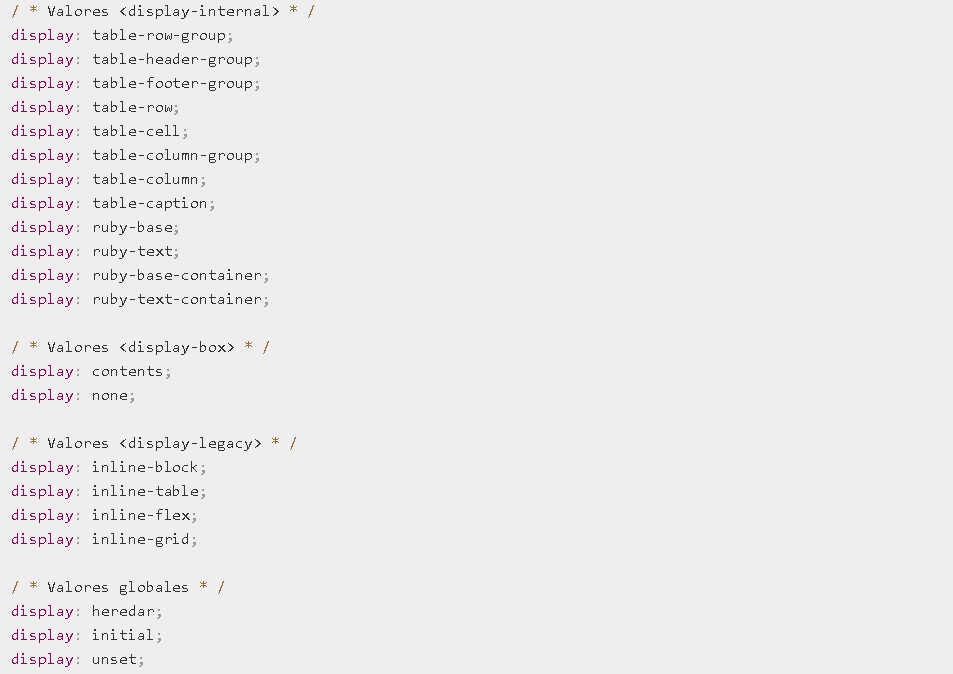 / * Valores <display-internal> * /
display: table-row-group;
display: table-header-group;
display: table-footer-group;
display: table-row;
display: table-cell;
display: table-column-group;
display: table-column;
display: table-caption;
display: ruby-base;
display: ruby-text;
display: ruby-base-container;
display: ruby-text-container;
/ * Valores <display-box> * /
display: contents;
display: none;
/ * Valores <display-legacy> * /
display: inline-block;
display: inline-table;
display: inline-flex;
display: inline-grid;
/ * Valores globales * /
display: heredar;
display: initial;
display: unset;